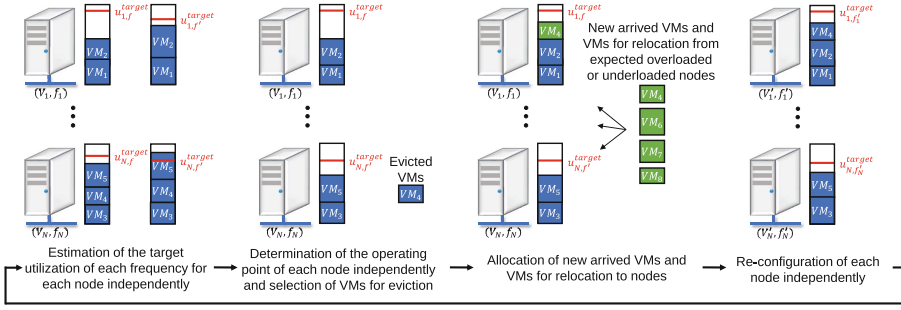 u_{1,f}^{target}
u_{1,f'}^{target}
VM_2
VM_1
VM_2
VM_1
(V_1, f_1)
u_{N,f}^{target}
u_{N,f'}^{target}
VM_5
VM_4
VM_3
VM_5
VM_4
VM_3
(V_N, f_N)
Estimation of the target
utilization of each frequency for
each node independently
u_{1,f}^{target}
VM_2
VM_1
(V_1, f_1)
u_{N,f'}^{target}
VM_5
VM_3
(V_N, f_N)
Evicted
VMs
VM_4
Determination of the operating
point of each node independently
and selection of VMs for eviction
u_{1,f}^{target}
VM_4
VM_2
VM_1
(V_1, f_1)
u_{N,f'}^{target}
VM_5
VM_3
(V_N, f_N)
New arrived VMs and
VMs for relocation from
expected overloaded
or underloaded nodes
VM_4
VM_6
VM_7
VM_8
Allocation of new arrived VMs and
VMs for relocation to nodes
u_{1,f_1'}^{target}
VM_4
VM_2
VM_1
(V_1', f_1')
u_{N,f_N'}^{target}
VM_5
VM_3
(V_N', f_N')
Re-configuration of each
node independently